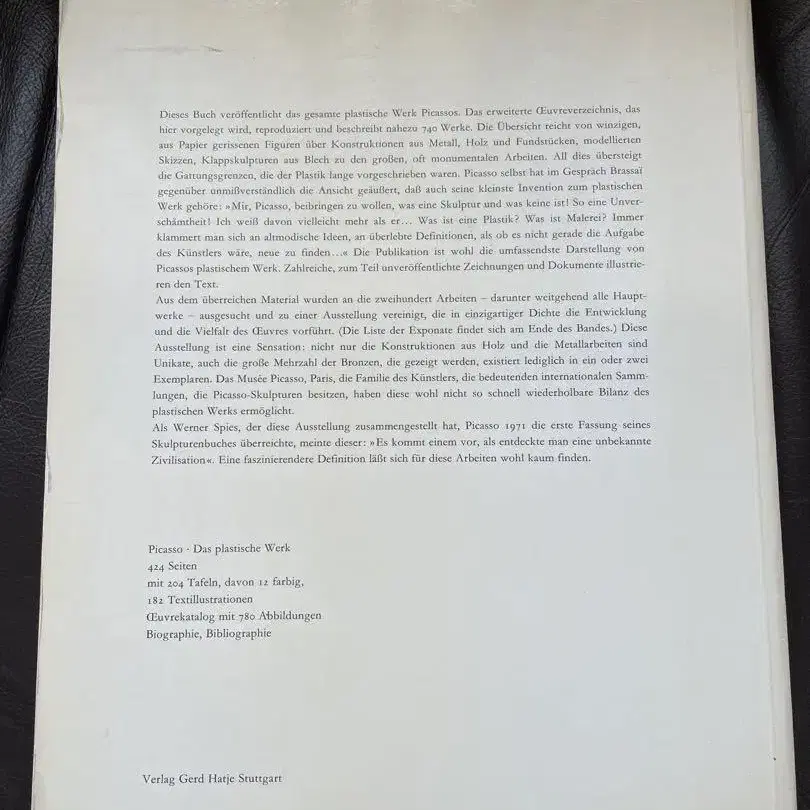 Dieses Buch veröffentlicht das gesamte plastische Werk Picassos. Das erweiterte Œuvreverzeichnis, das
hier vorgelegt wird, reproduziert und beschreibt nahezu 740 Werke. Die Übersicht reicht von winzigen,
aus Papier gerissenen Figuren über Konstruktionen aus Metall, Holz und Fundstücken, modellierten
Skizzen, Klappskulpturen aus Blech zu den großen, oft monumentalen Arbeiten. All dies übersteigt
die Gattungsgrenzen, die der Plastik lange vorgeschrieben waren. Picasso selbst hat im Gespräch Brassaï
gegenüber unmißverständlich die Ansicht geäußert, daß auch seine kleinste Invention zum plastischen
Werk gehöre: »Mir, Picasso, beibringen zu wollen, was eine Skulptur und was keine ist! So eine Unver-
schämtheit! Ich weiß davon vielleicht mehr als er... Was ist eine Plastik? Was ist Malerei? Immer
klammert man sich an altmodische Ideen, an überlebte Definitionen, als ob es nicht gerade die Aufgabe
des Künstlers wäre, neue zu finden...« Die Publikation ist wohl die umfassendste Darstellung von
Picassos plastischem Werk. Zahlreiche, zum Teil unveröffentlichte Zeichnungen und Dokumente illustrie-
ren den Text.
Aus dem überreichen Material wurden an die zweihundert Arbeiten – darunter weitgehend alle Haupt-
werke – ausgesucht und zu einer Ausstellung vereinigt, die in einzigartiger Dichte die Entwicklung
und die Vielfalt des Œuvres vorführt. (Die Liste der Exponate findet sich am Ende des Bandes.) Diese
Ausstellung ist eine Sensation: nicht nur die Konstruktionen aus Holz und die Metallarbeiten sind
Unikate, auch die große Mehrzahl der Bronzen, die gezeigt werden, existiert lediglich in ein oder zwei
Exemplaren. Das Musée Picasso, Paris, die Familie des Künstlers, die bedeutenden internationalen Samm-
lungen, die Picasso-Skulpturen besitzen, haben diese wohl nicht so schnell wiederholbare Bilanz des
plastischen Werks ermöglicht.
Als Werner Spies, der diese Ausstellung zusammengestellt hat, Picasso 1971 die erste Fassung seines
Skulpturenbuches überreichte, meinte dieser: »Es kommt einem vor, als entdeckte man eine unbekannte
Zivilisation«. Eine faszinierendere Definition läßt sich für diese Arbeiten wohl kaum finden.
Picasso · Das plastische Werk
424 Seiten
mit 204 Tafeln, davon 12 farbig,
182 Textillustrationen
Œuvrekatalog mit 780 Abbildungen
Biographie, Bibliographie
Verlag Gerd Hatje Stuttgart